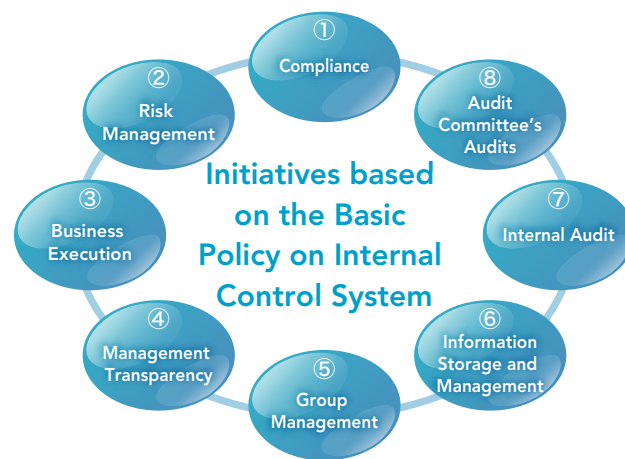 ①
Compliance
②
Risk
Management
③
Business
Execution
④
Management
Transparency
⑤
Group
Management
⑥
Information
Storage and
Management
⑦
Internal Audit
⑧
Audit
Committee's
Audits
Initiatives based
on the Basic
Policy on Internal
Control System